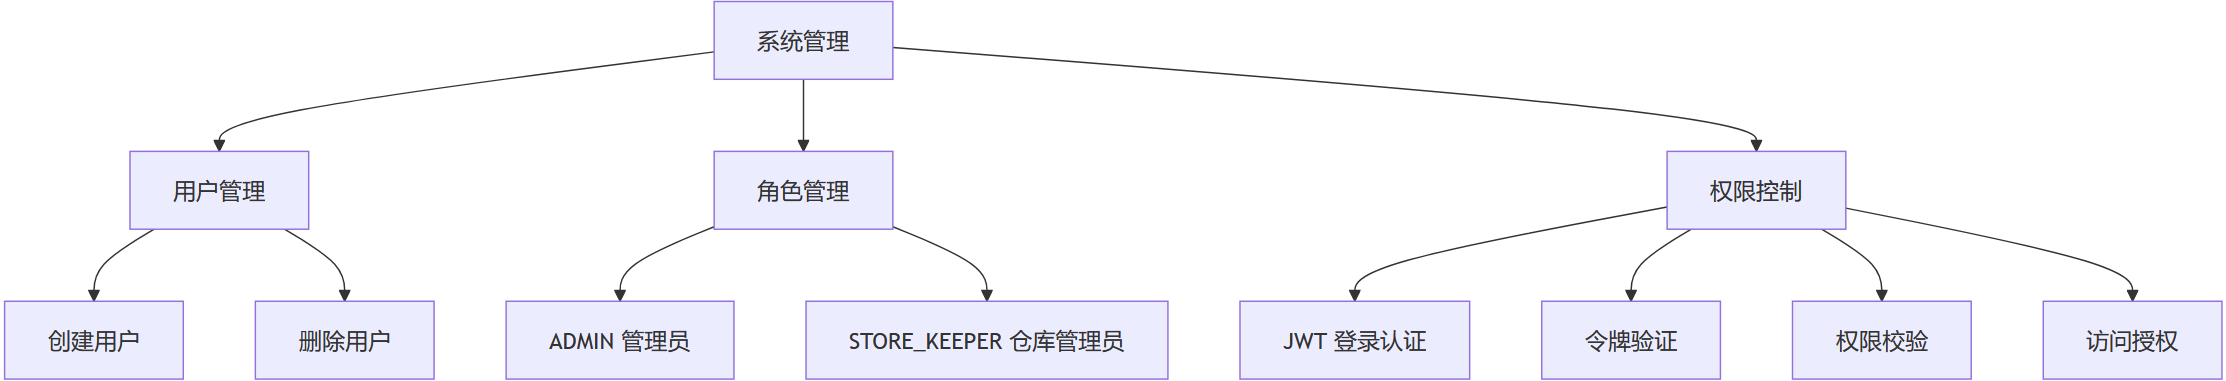 系统管理
用户管理
角色管理
权限控制
创建用户
删除用户
ADMIN 管理员
STORE_KEEPER 仓库管理员
JWT 登录认证
令牌验证
权限校验
访问授权